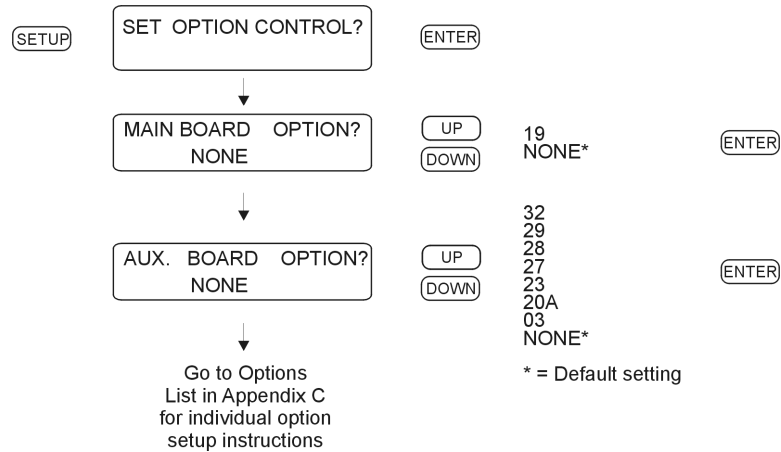 SETUP
SET OPTION CONTROL?
ENTER
MAIN BOARD OPTION?
NONE
UP
DOWN
19
NONE*
ENTER
AUX. BOARD OPTION?
NONE
UP
DOWN
32
29
28
27
23
20A
03
NONE*
ENTER
Go to Options
List in Appendix C
for individual option
setup instructions
* = Default setting